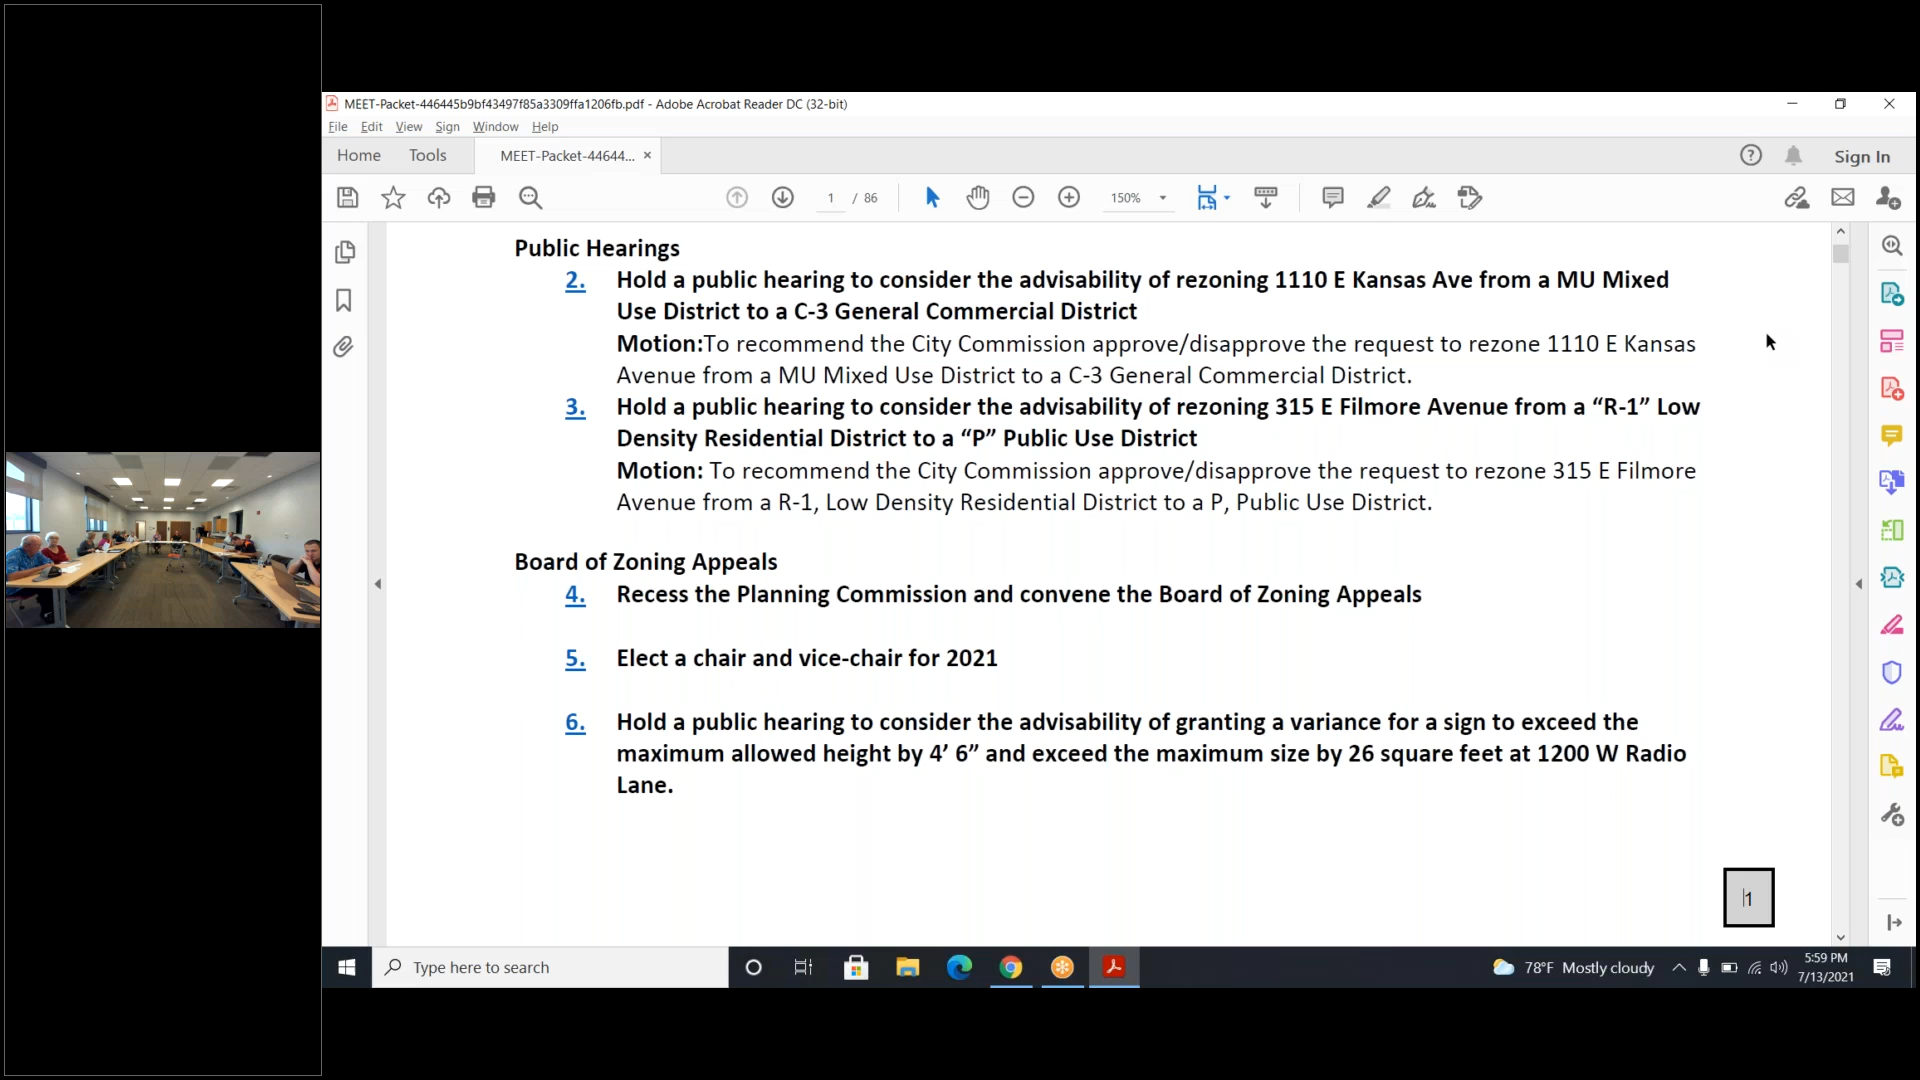 MEET-Packet-446445b9bf43497f85a3309ffa1206fb.pdf - Adobe Acrobat Reader DC (32-bit)
File Edit View Sign Window Help
Home Tools MEET-Packet-44644... × Sign In
1 / 86 150%
Public Hearings
2. Hold a public hearing to consider the advisability of rezoning 1110 E Kansas Ave from a MU Mixed
Use District to a C-3 General Commercial District
Motion:To recommend the City Commission approve/disapprove the request to rezone 1110 E Kansas
Avenue from a MU Mixed Use District to a C-3 General Commercial District.
3. Hold a public hearing to consider the advisability of rezoning 315 E Filmore Avenue from a “R-1” Low
Density Residential District to a “P” Public Use District
Motion: To recommend the City Commission approve/disapprove the request to rezone 315 E Filmore
Avenue from a R-1, Low Density Residential District to a P, Public Use District.
Board of Zoning Appeals
4. Recess the Planning Commission and convene the Board of Zoning Appeals
5. Elect a chair and vice-chair for 2021
6. Hold a public hearing to consider the advisability of granting a variance for a sign to exceed the
maximum allowed height by 4’ 6” and exceed the maximum size by 26 square feet at 1200 W Radio
Lane.
1
Type here to search
78°F Mostly cloudy
5:59 PM
7/13/2021